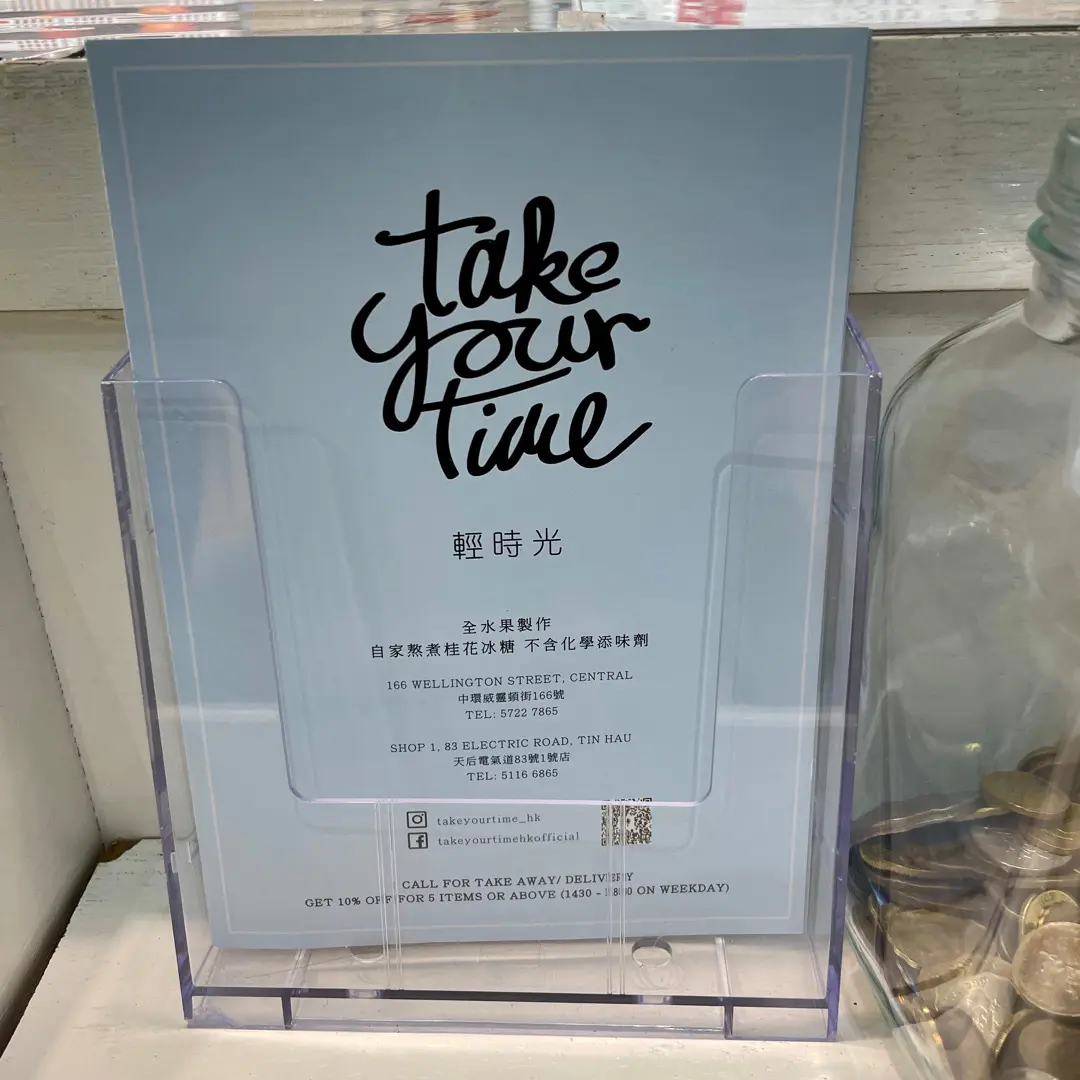 take
your
time
輕時光
全水果製作
自家熬煮桂花冰糖 不含化學添味劑
166 WELLINGTON STREET, CENTRAL
中環威靈頓街166號
TEL: 5722 7865
SHOP 1, 83 ELECTRIC ROAD, TIN HAU
天后電氣道83號1號店
TEL: 5116 6865
takeyourtime_hk
takeyourtimehkofficial
CALL FOR TAKE AWAY/ DELIVERY
GET 10% OFF FOR 5 ITEMS OR ABOVE (1430 - 1800 ON WEEKDAY)